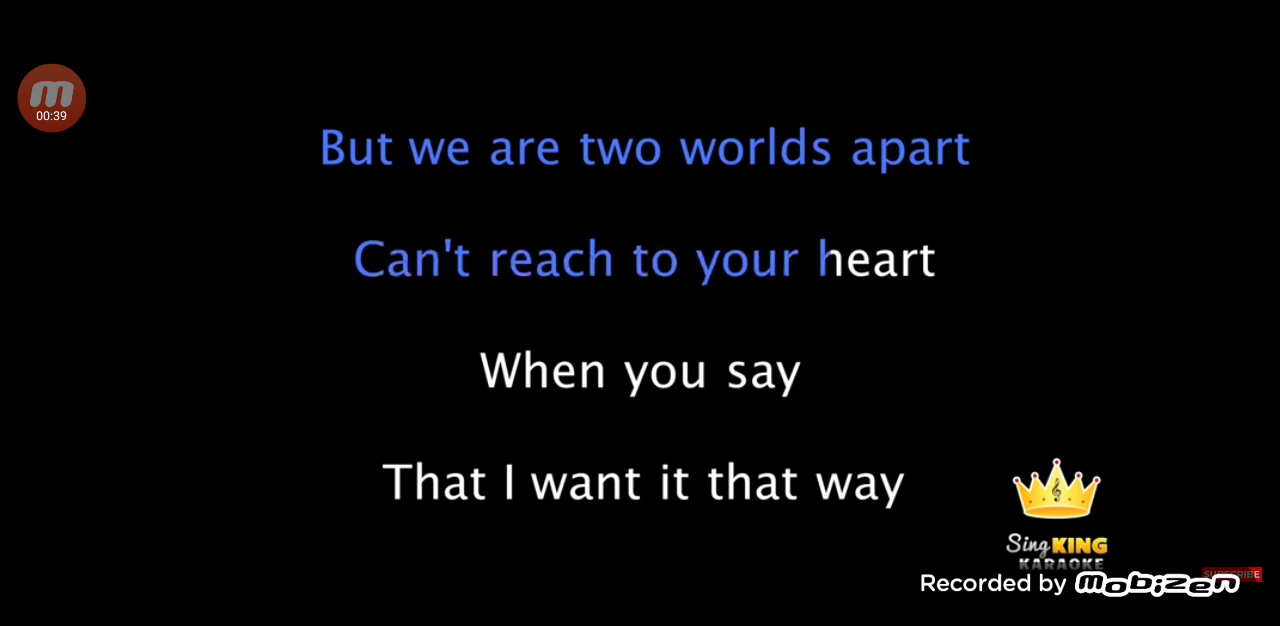 m
00:39
But we are two worlds apart
Can't reach to your heart
When you say
That I want it that way
Sing KING
KARAOKE
SUBSCRIBE
Recorded by mobizen